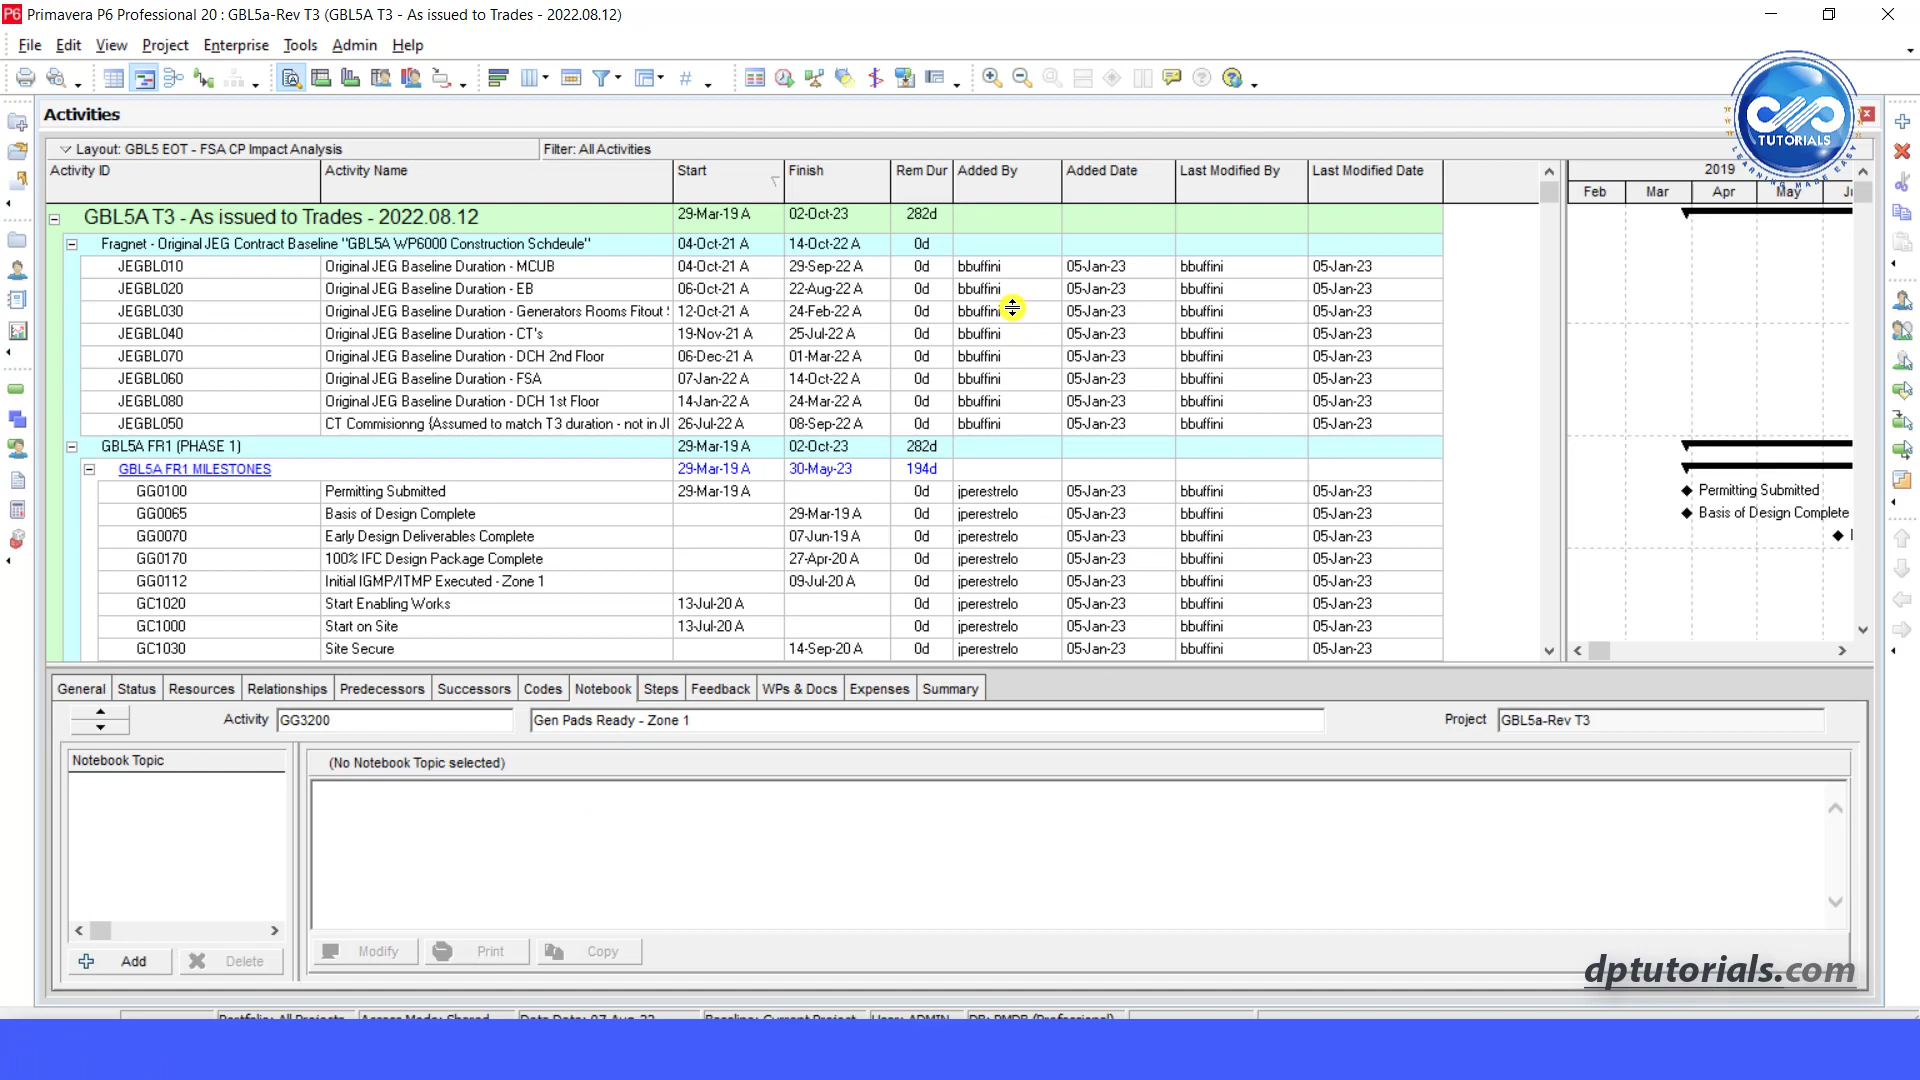 Primavera P6 Professional 20 : GBL5a-Rev T3 (GBL5A T3 - As issued to Trades - 2022.08.12)
File Edit View Project Enterprise Tools Admin Help
Activities
Layout: GBL5 EOT - FSA CP Impact Analysis Filter: All Activities
Activity ID Activity Name Start Finish Rem Dur Added By Added Date Last Modified By Last Modified Date
2019
Feb Mar Apr May
GBL5A T3 - As issued to Trades - 2022.08.12 29-Mar-19 A 02-Oct-23 282d
Fragnet - Original JEG Contract Baseline "GBL5A WP6000 Construction Schdeule" 04-Oct-21 A 14-Oct-22 A 0d
JEGBL010 Original JEG Baseline Duration - MCUB 04-Oct-21 A 29-Sep-22 A 0d bbuffini 05-Jan-23 bbuffini 05-Jan-23
JEGBL020 Original JEG Baseline Duration - EB 06-Oct-21 A 22-Aug-22 A 0d bbuffini 05-Jan-23 bbuffini 05-Jan-23
JEGBL030 Original JEG Baseline Duration - Generators Rooms Fitout 12-Oct-21 A 24-Feb-22 A 0d bbuffini 05-Jan-23 bbuffini 05-Jan-23
JEGBL040 Original JEG Baseline Duration - CT's 19-Nov-21 A 25-Jul-22 A 0d bbuffini 05-Jan-23 bbuffini 05-Jan-23
JEGBL070 Original JEG Baseline Duration - DCH 2nd Floor 06-Dec-21 A 01-Mar-22 A 0d bbuffini 05-Jan-23 bbuffini 05-Jan-23
JEGBL060 Original JEG Baseline Duration - FSA 07-Jan-22 A 14-Oct-22 A 0d bbuffini 05-Jan-23 bbuffini 05-Jan-23
JEGBL080 Original JEG Baseline Duration - DCH 1st Floor 14-Jan-22 A 24-Mar-22 A 0d bbuffini 05-Jan-23 bbuffini 05-Jan-23
JEGBL050 CT Commisionng {Assumed to match T3 duration - not in 26-Jul-22 A 08-Sep-22 A 0d bbuffini 05-Jan-23 bbuffini 05-Jan-23
GBL5A FR1 (PHASE 1) 29-Mar-19 A 02-Oct-23 282d
GBL5A FR1 MILESTONES 29-Mar-19 A 30-May-23 194d
GG0100 Permitting Submitted 29-Mar-19 A 0d jperestrelo 05-Jan-23 bbuffini 05-Jan-23 Permitting Submitted
GG0065 Basis of Design Complete 29-Mar-19 A 0d jperestrelo 05-Jan-23 bbuffini 05-Jan-23 Basis of Design Complete
GG0070 Early Design Deliverables Complete 07-Jun-19 A 0d jperestrelo 05-Jan-23 bbuffini 05-Jan-23
GG0170 100% IFC Design Package Complete 27-Apr-20 A 0d jperestrelo 05-Jan-23 bbuffini 05-Jan-23
GG0112 Initial IGMP/ITMP Executed - Zone 1 09-Jul-20 A 0d jperestrelo 05-Jan-23 bbuffini 05-Jan-23
GC1020 Start Enabling Works 13-Jul-20 A 0d jperestrelo 05-Jan-23 bbuffini 05-Jan-23
GC1000 Start on Site 13-Jul-20 A 0d jperestrelo 05-Jan-23 bbuffini 05-Jan-23
GC1030 Site Secure 14-Sep-20 A 0d jperestrelo 05-Jan-23 bbuffini 05-Jan-23
General Status Resources Relationships Predecessors Successors Codes Notebook Steps Feedback WPs & Docs Expenses Summary
Activity GG3200 Gen Pads Ready - Zone 1 Project GBL5a-Rev T3
Notebook Topic
(No Notebook Topic selected)
Add Delete
Modify Print Copy
Portfolio: All Projects Access Mode: Shared Data Date: 07-Aug-22 Baseline: Current Project User: ADMIN DB: PMDB (Professional)
dp
TUTORIALS
LEARNING MADE EASY
dptutorials.com